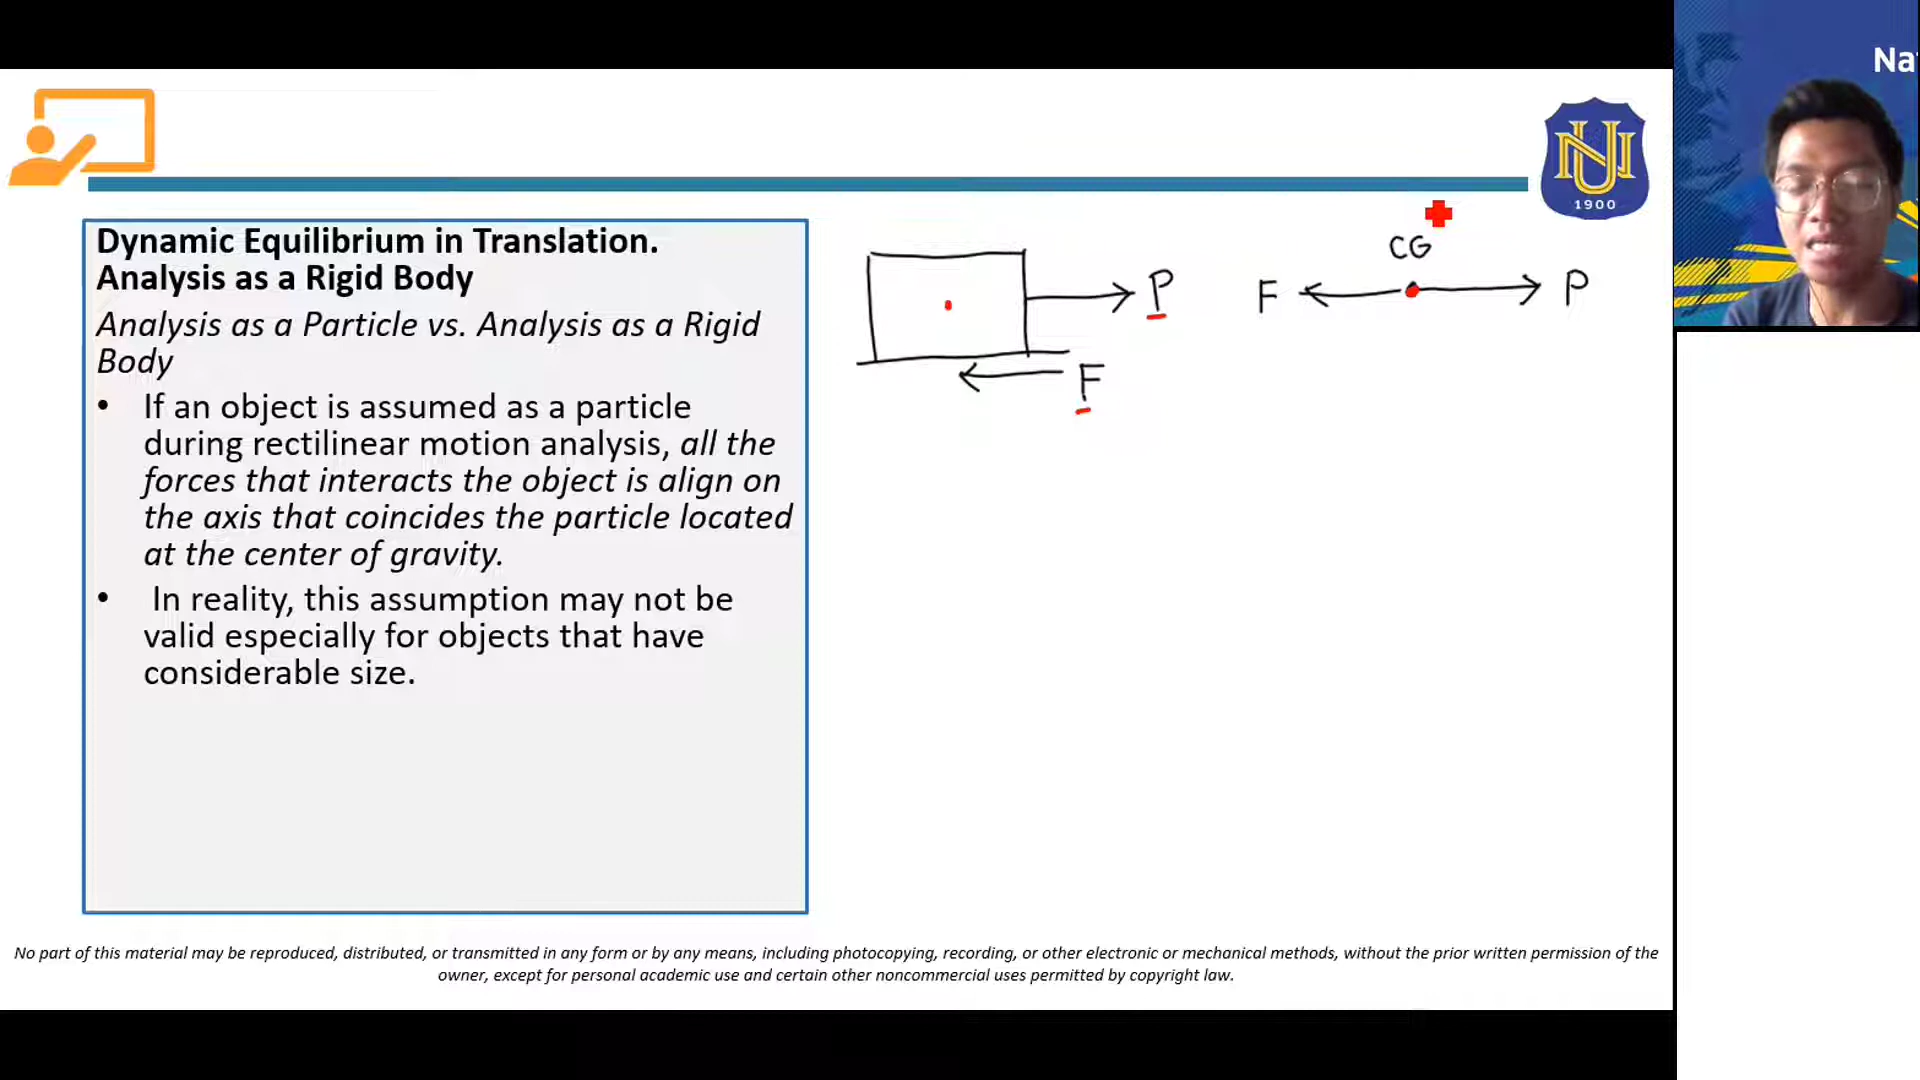 Na
NU
1900
Dynamic Equilibrium in Translation.
Analysis as a Rigid Body
Analysis as a Particle vs. Analysis as a Rigid
Body
• If an object is assumed as a particle
during rectilinear motion analysis, all the
forces that interacts the object is align on
the axis that coincides the particle located
at the center of gravity.
• In reality, this assumption may not be
valid especially for objects that have
considerable size.
P
F
CG
F
P
No part of this material may be reproduced, distributed, or transmitted in any form or by any means, including photocopying, recording, or other electronic or mechanical methods, without the prior written permission of the
owner, except for personal academic use and certain other noncommercial uses permitted by copyright law.